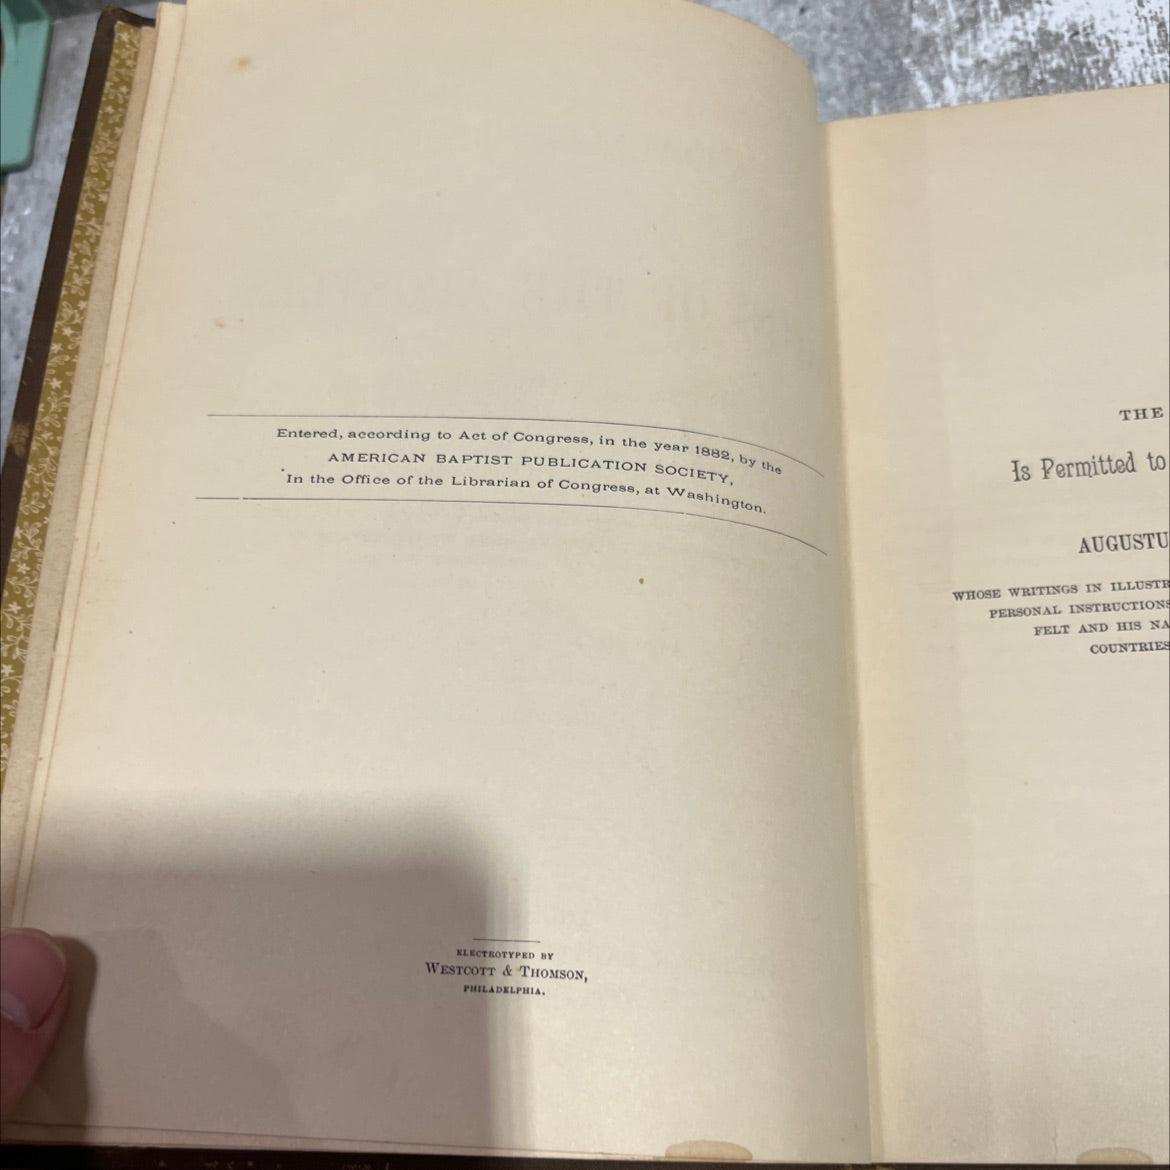 Entered, according to Act of Congress, in the year 1882, by the
AMERICAN BAPTIST PUBLICATION SOCIETY,
In the Office of the Librarian of Congress, at Washington.
ELECTROTYPED BY
WESTCOTT & THOMSON,
PHILADELPHIA.
THE
Is Permitted to
AUGUSTU
WHOSE WRITINGS IN ILLUSTR
PERSONAL INSTRUCTIONS
FELT AND HIS NA
COUNTRIES